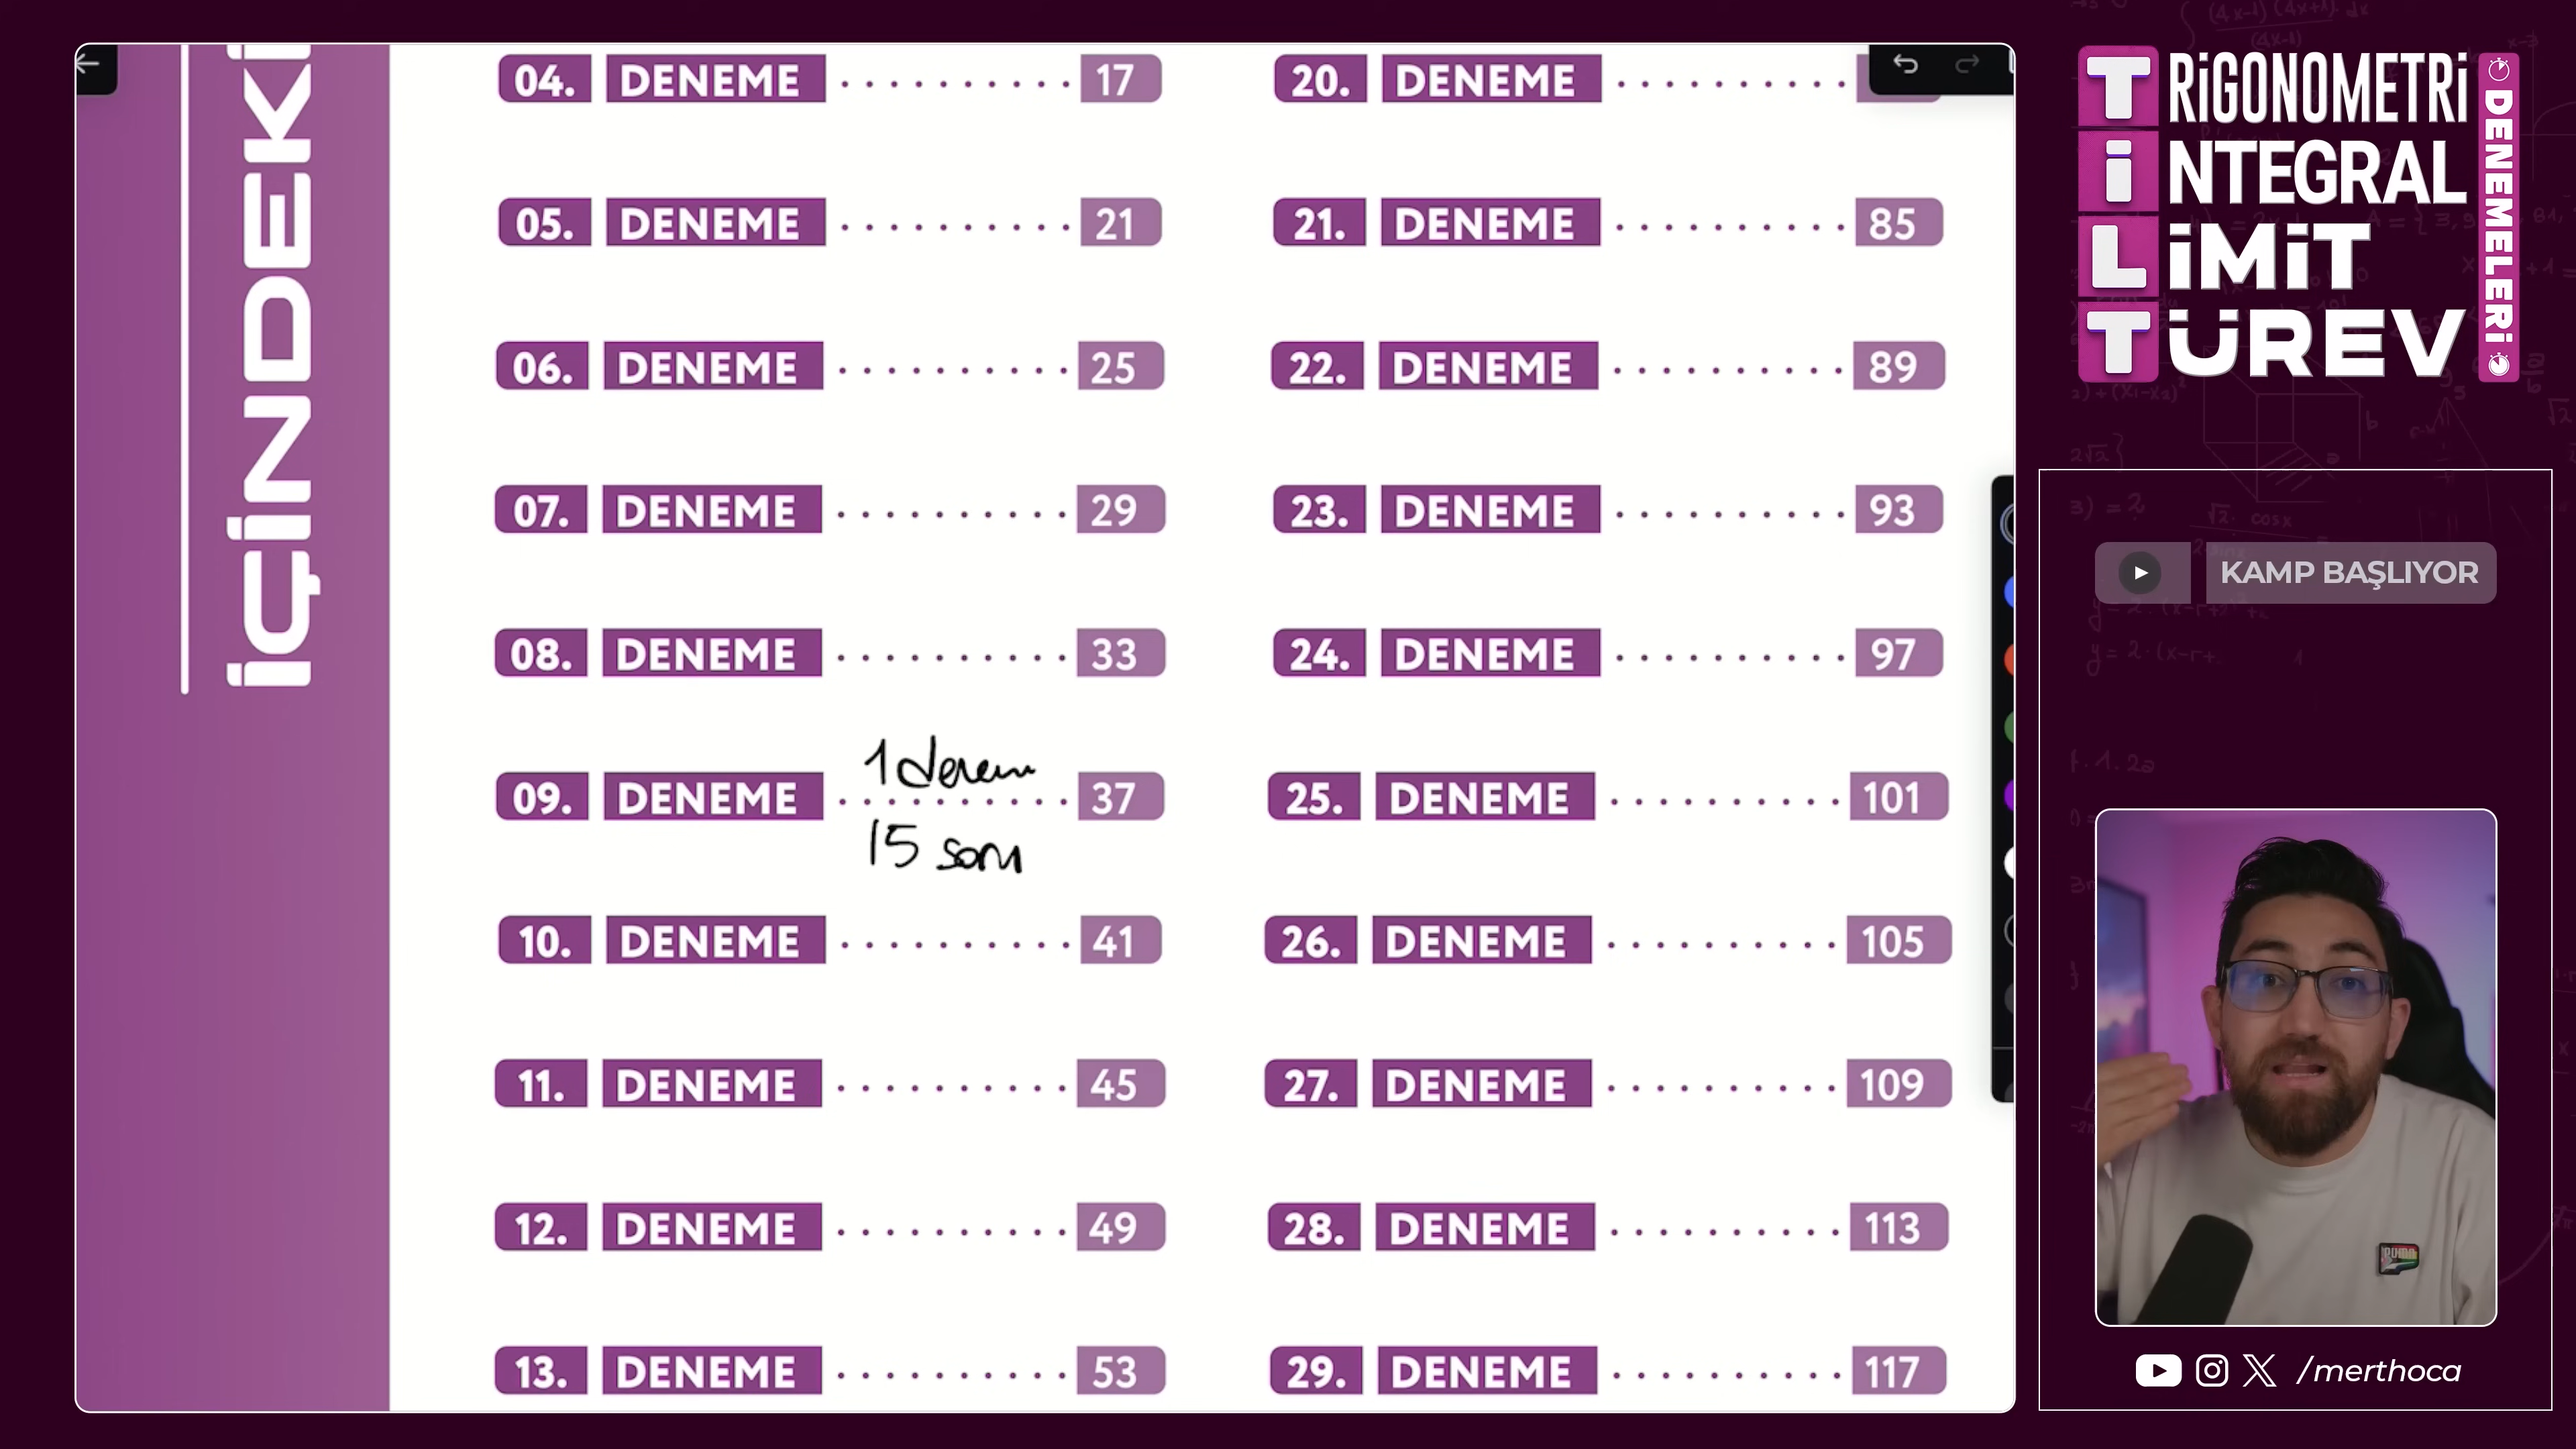 İÇİNDEKİ
04. DENEME .......... 17
05. DENEME .......... 21
06. DENEME .......... 25
07. DENEME .......... 29
08. DENEME .......... 33
1 denem
09. DENEME .......... 37
15 soru
10. DENEME .......... 41
11. DENEME .......... 45
12. DENEME .......... 49
13. DENEME .......... 53
20. DENEME ..........
21. DENEME .......... 85
22. DENEME .......... 89
23. DENEME .......... 93
24. DENEME .......... 97
25. DENEME .......... 101
26. DENEME .......... 105
27. DENEME .......... 109
28. DENEME .......... 113
29. DENEME .......... 117
TRİGONOMETRİ
İNTEGRAL
LİMİT
TÜREV
DENEMELERİ
KAMP BAŞLIYOR
PUMA
/merthoca